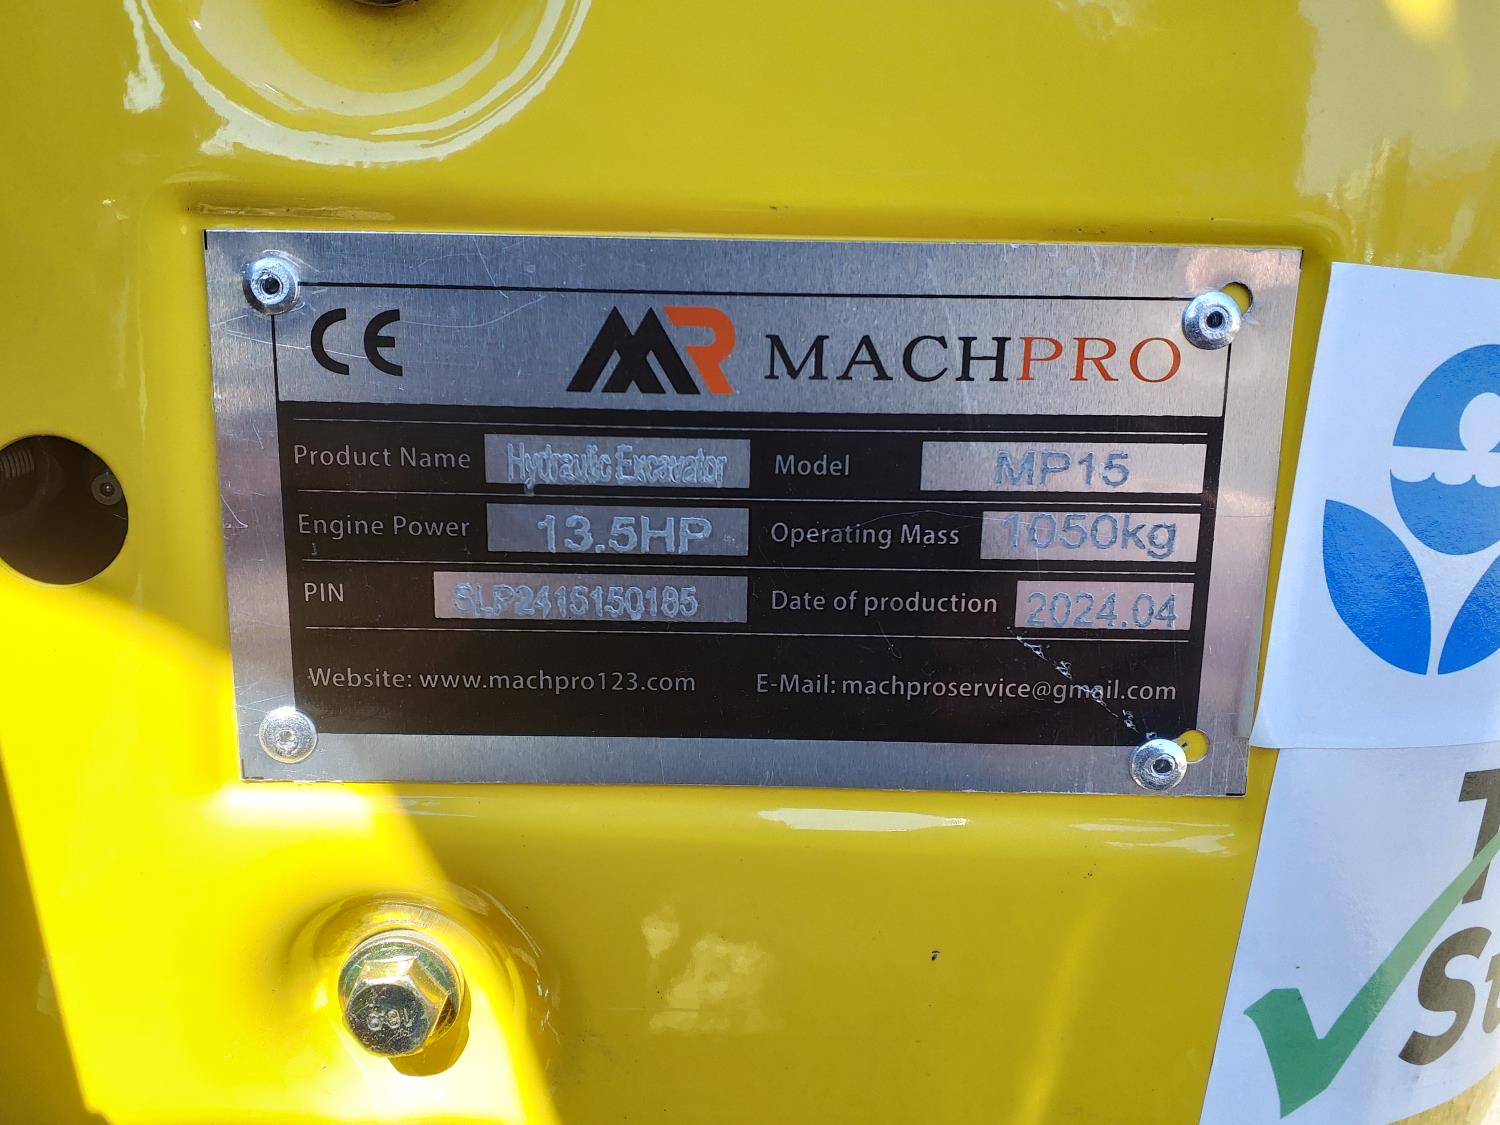 CE MR MACHPRO
Product Name Hydraulic Excavator Model MP15
Engine Power 13.5HP Operating Mass 1050kg
PIN SLP2415150185 Date of production 2024.04
Website: www.machpro123.com E-Mail: machproservice@gmail.com